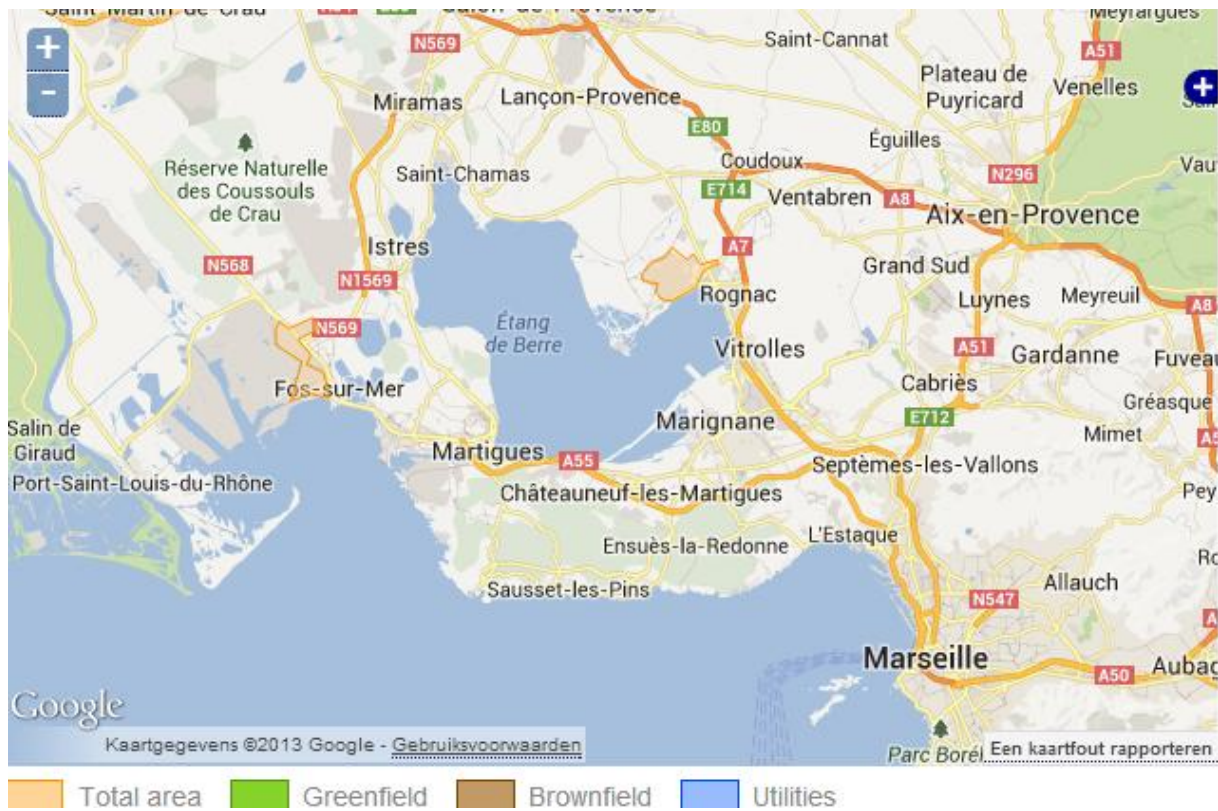 Saint Martin de Crau
Salon-de-Provence
Meyrargues
N569
Saint-Cannat
A51
+
-
Plateau de
Puyricard
Venelles
+
Miramas
Lançon-Provence
E80
Éguilles
Réserve Naturelle
des Coussouls
de Crau
Saint-Chamas
Coudoux
N296
E714
Ventabren
A8
Aix-en-Provence
Istres
A7
N568
N1569
Grand Sud
Rognac
Luynes
Meyreuil
A8
Étang
de Berre
N569
Vitrolles
A51
Gardanne
Fuveau
Fos-sur-Mer
Cabriès
Gréasque
E712
Salin de
Giraud
Marignane
Mimet
Martigues
A55
Septèmes-les-Vallons
Port-Saint-Louis-du-Rhône
Châteauneuf-les-Martigues
Pey
L'Estaque
Ensuès-la-Redonne
Sausset-les-Pins
Allauch
N547
Marseille
A50
Aubag
Google
Kaartgegevens ©2013 Google - Gebruiksvoorwaarden
Parc Borél
Een kaartfout rapporteren
Total area
Greenfield
Brownfield
Utilities